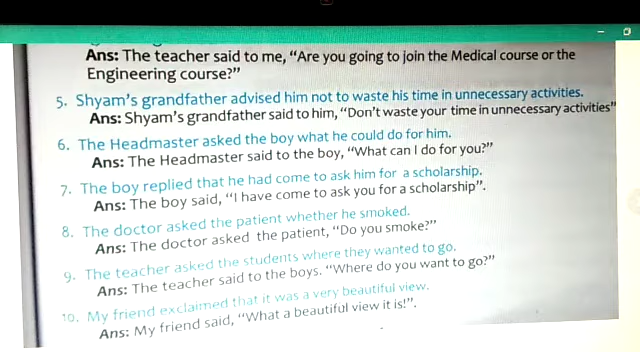 Ans: The teacher said to me, “Are you going to join the Medical course or the
Engineering course?”
5. Shyam's grandfather advised him not to waste his time in unnecessary activities.
Ans: Shyam's grandfather said to him, “Don't waste your time in unnecessary activities”
6. The Headmaster asked the boy what he could do for him.
Ans: The Headmaster said to the boy, “What can I do for you?”
7. The boy replied that he had come to ask him for a scholarship.
Ans: The boy said, “I have come to ask you for a scholarship”.
8. The doctor asked the patient whether he smoked.
Ans: The doctor asked the patient, “Do you smoke?”
9. The teacher asked the students where they wanted to go.
Ans: The teacher said to the boys. “Where do you want to go?”
10. My friend exclaimed that it was a very beautiful view.
Ans: My friend said, “What a beautiful view it is!”.